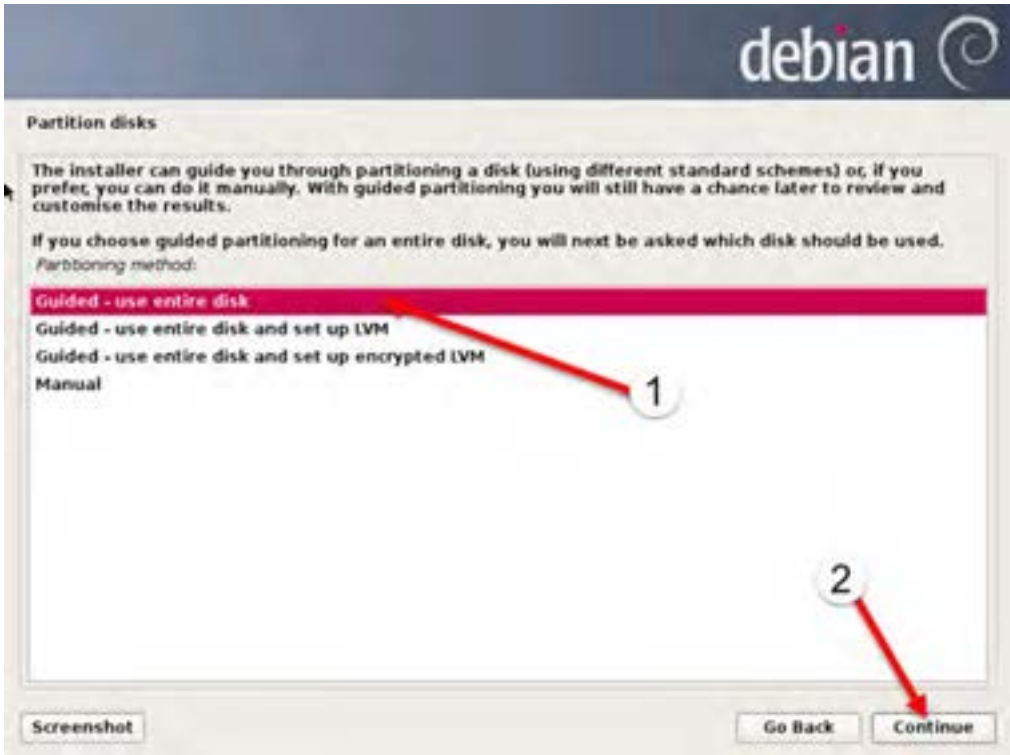 debian
Partition disks
The installer can guide you through partitioning a disk (using different standard schemes) or, if you
prefer, you can do it manually. With guided partitioning you will still have a chance later to review and
customise the results.
If you choose guided partitioning for an entire disk, you will next be asked which disk should be used.
Partitioning method:
Guided - use entire disk
Guided - use entire disk and set up LVM
Guided - use entire disk and set up encrypted LVM
Manual
1
2
Screenshot
Go Back
Continue